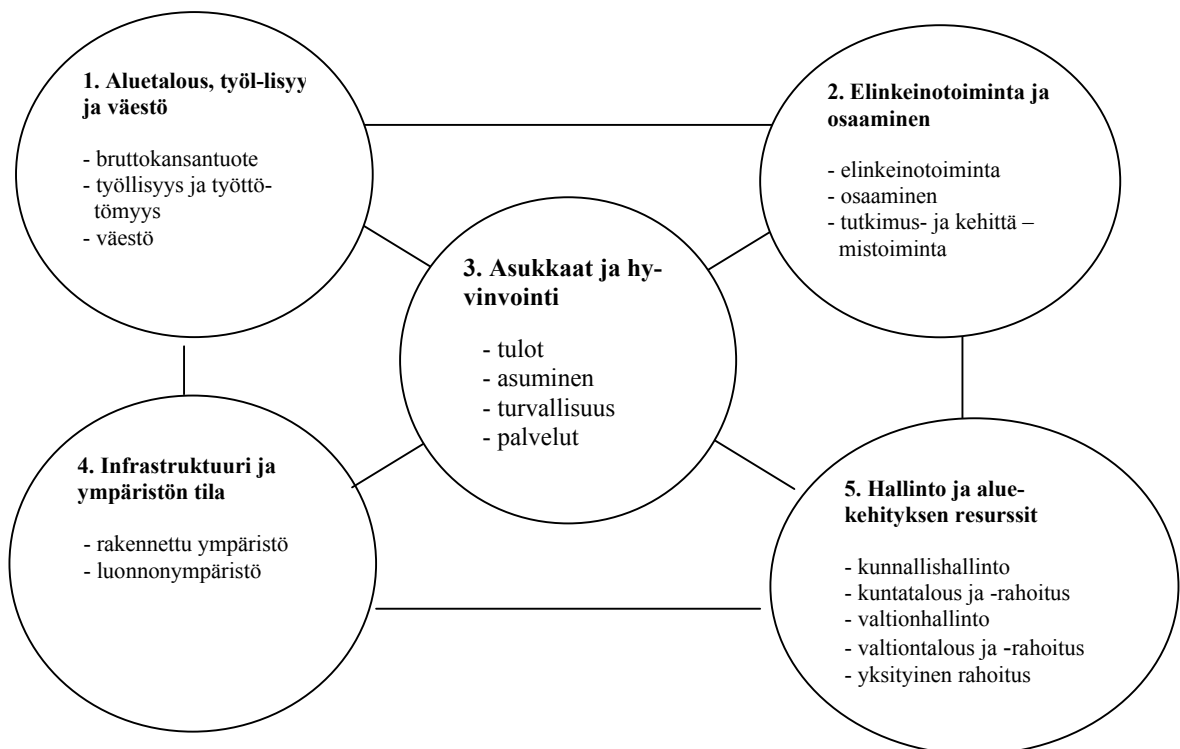 1. Aluetalous, työl-lisyy
ja väestö
- bruttokansantuote
- työllisyys ja työttö-
tömyys
- väestö
2. Elinkeinotoiminta ja
osaaminen
- elinkeinotoiminta
- osaaminen
- tutkimus- ja kehittä –
mistoiminta
3. Asukkaat ja hy-
vinvointi
- tulot
- asuminen
- turvallisuus
- palvelut
4. Infrastruktuuri ja
ympäristön tila
- rakennettu ympäristö
- luonnonympäristö
5. Hallinto ja alue-
kehityksen resurssit
- kunnallishallinto
- kuntatalous ja -rahoitus
- valtionhallinto
- valtiontalous ja -rahoitus
- yksityinen rahoitus